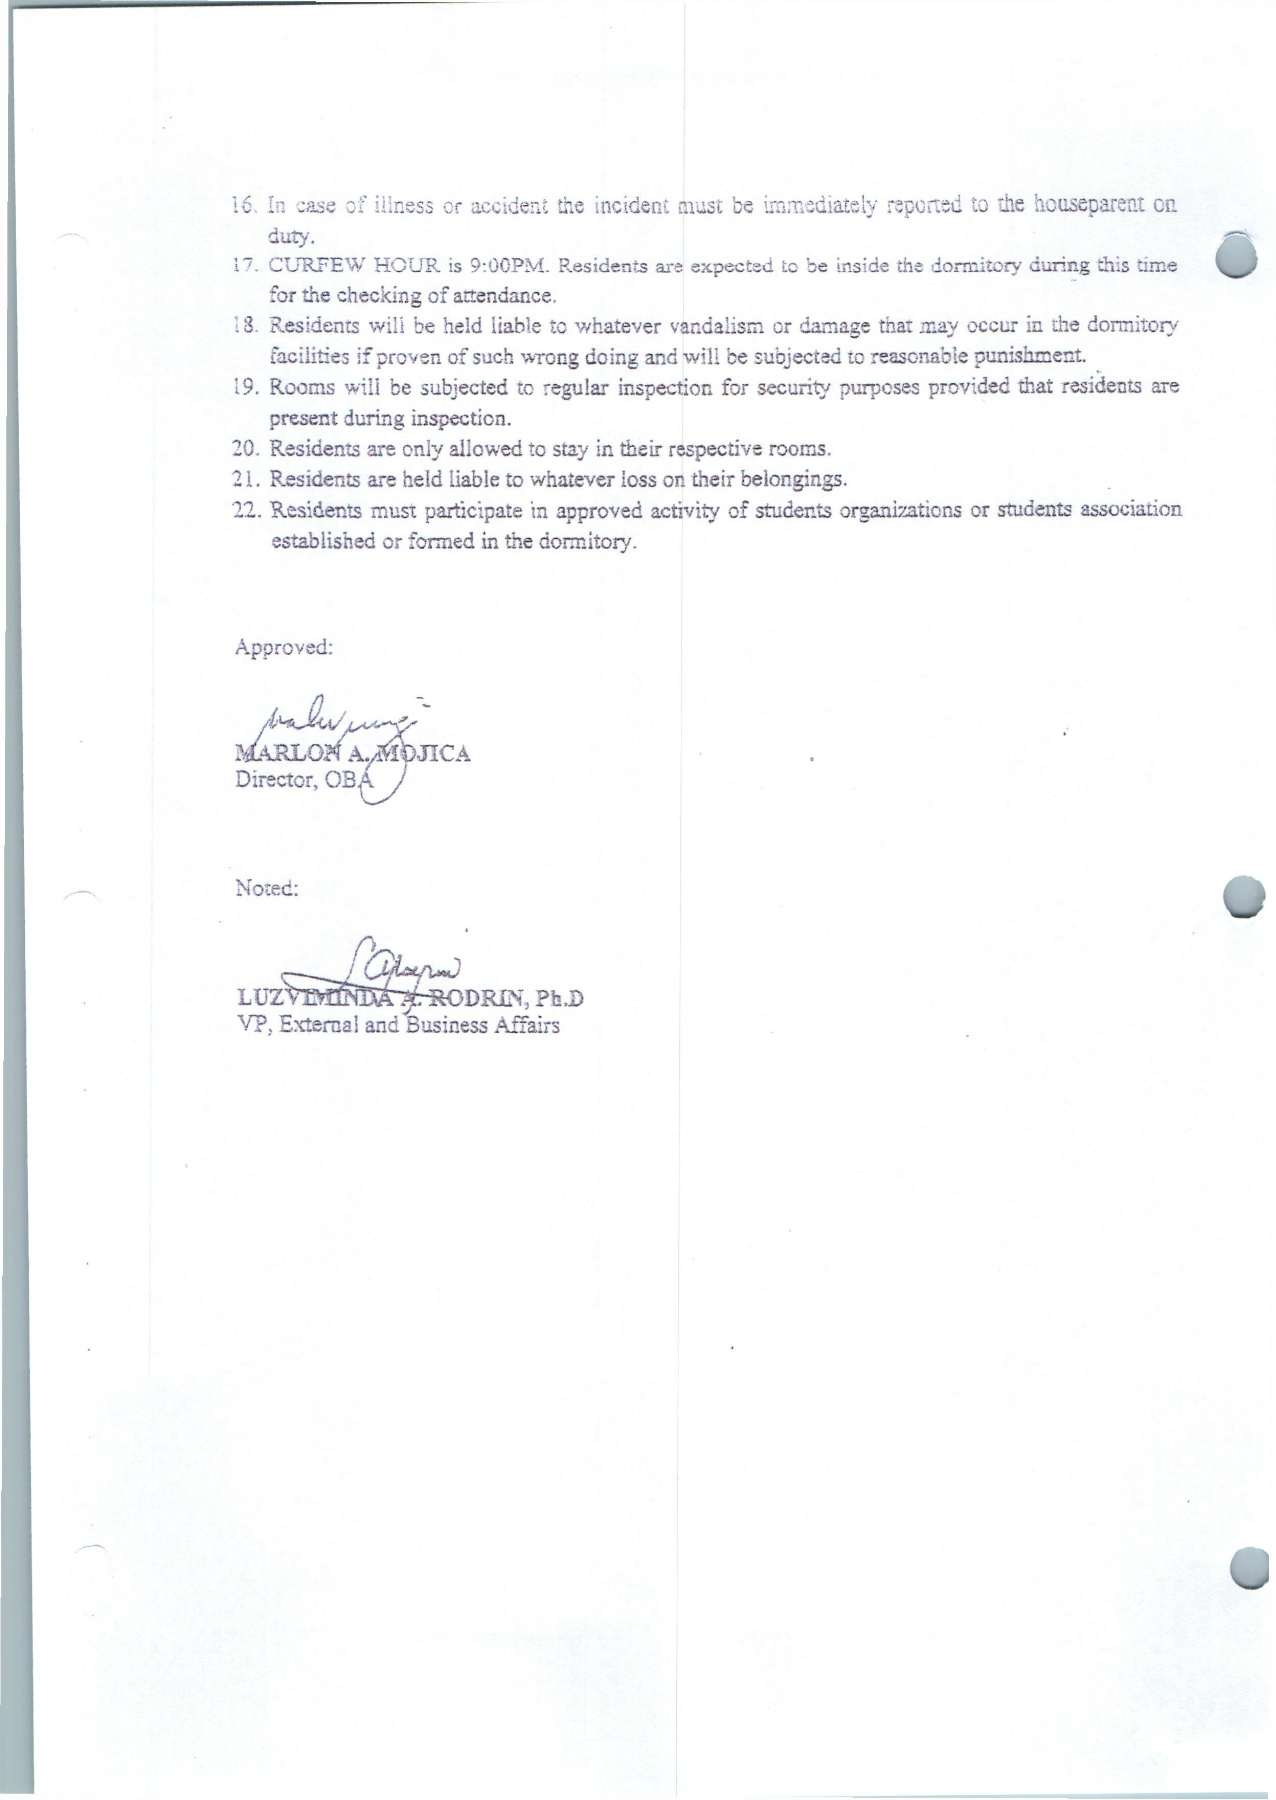 16. In case of illness or accident the incident must be immediately reported to the houseparent on
duty.
17. CURFEW HOUR is 9:00PM. Residents are expected to be inside the dormitory during this time
for the checking of attendance.
18. Residents will be held liable to whatever vandalism or damage that may occur in the dormitory
facilities if proven of such wrong doing and will be subjected to reasonable punishment.
19. Rooms will be subjected to regular inspection for security purposes provided that residents are
present during inspection.
20. Residents are only allowed to stay in their respective rooms.
21. Residents are held liable to whatever loss on their belongings.
22. Residents must participate in approved activity of students organizations or students association
established or formed in the dormitory.
Approved:
MARLON A. MOJICA
Director, OBA
Noted:
LUZVIMINDA A. RODRIN, Ph.D
VP, External and Business Affairs